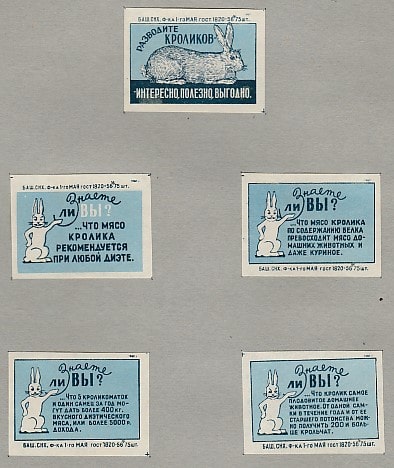 БАШ. СНХ. Ф-КА 1-ГО МАЯ ГОСТ 1820-56 75 ШТ.
РАЗВОДИТЕ
КРОЛИКОВ-
-ИНТЕРЕСНО, ПОЛЕЗНО, ВЫГОДНО.
БАШ. СНХ. Ф-КА 1-ГО МАЯ ГОСТ 1820-56 75 ШТ.
Знаете
ЛИ ВЫ?
...ЧТО МЯСО
КРОЛИКА
РЕКОМЕНДУЕТСЯ
ПРИ ЛЮБОЙ ДИЭТЕ.
Знаете
ЛИ ВЫ?
...ЧТО МЯСО КРОЛИКА
ПО СОДЕРЖАНИЮ БЕЛКА
ПРЕВОСХОДИТ МЯСО ДО-
МАШНИХ ЖИВОТНЫХ И
ДАЖЕ КУРИНОЕ.
БАШ. СНХ. Ф-КА 1-ГО МАЯ ГОСТ 1820-56 75 ШТ.
Знаете
ЛИ ВЫ?
...ЧТО 5 КРОЛИКОМАТОК
И ОДИН САМЕЦ ЗА ГОД МО-
ГУТ ДАТЬ БОЛЕЕ 400 КГ.
ВКУСНОГО ДИЭТИЧЕСКОГО
МЯСА, ИЛИ БОЛЕЕ 5000 Р.
ДОХОДА.
БАШ. СНХ. Ф-КА 1-ГО МАЯ ГОСТ 1820-56 75 ШТ.
Знаете
ЛИ ВЫ?
...ЧТО КРОЛИК САМОЕ
ПЛОДОВИТОЕ ДОМАШНЕЕ
ЖИВОТНОЕ. ОТ ОДНОЙ САМ-
КИ В ТЕЧЕНИЕ ГОДА И ОТ ЕЕ
СТАРШЕГО ПОТОМСТВА МОЖ-
НО ПОЛУЧИТЬ 200 И БОЛЬ-
ШЕ КРОЛЬЧАТ.
БАШ. СНХ. Ф-КА 1-ГО МАЯ ГОСТ 1820-56 75 ШТ.